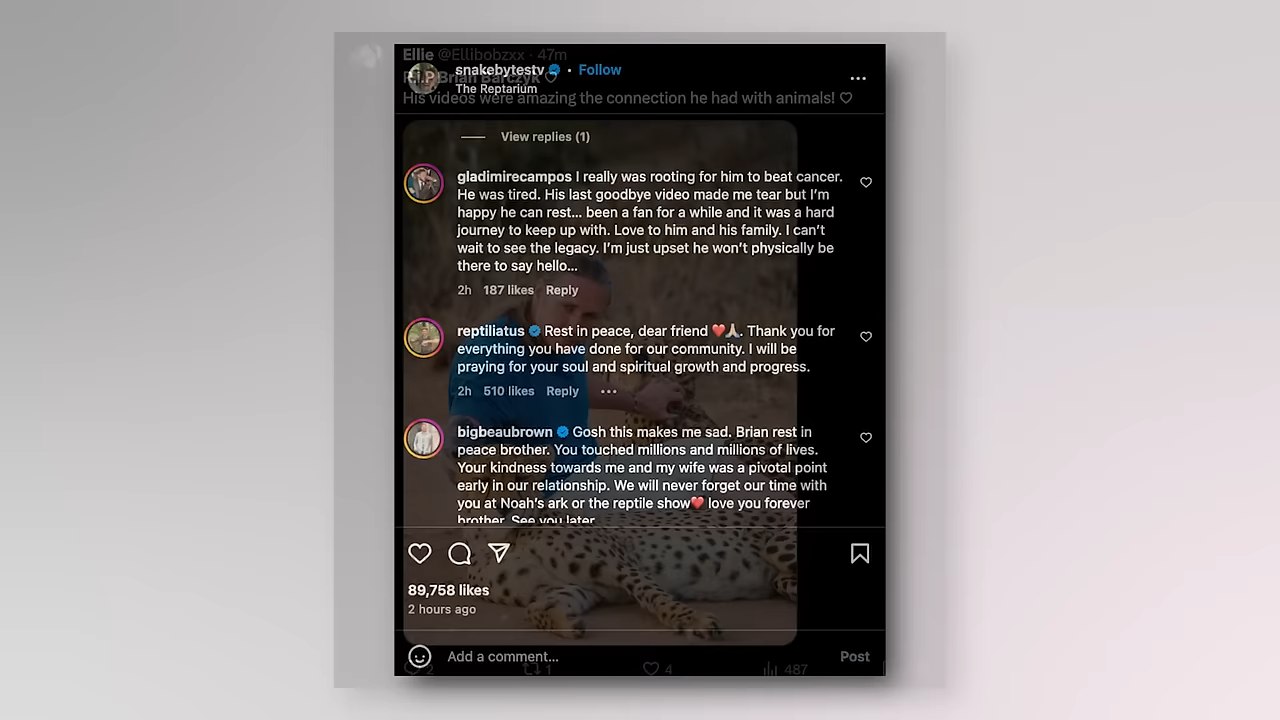 Ellie @Ellibobzxx · 47m
snakebytestv · Follow
R.i.P Brian Barczyk ♡
The Reptarium
His videos were amazing the connection he had with animals! ♡
View replies (1)
gladimirecampos I really was rooting for him to beat cancer.
He was tired. His last goodbye video made me tear but I'm
happy he can rest... been a fan for a while and it was a hard
journey to keep up with. Love to him and his family. I can't
wait to see the legacy. I'm just upset he won't physically be
there to say hello...
2h 187 likes Reply
reptiliatus Rest in peace, dear friend ❤️🙏🏼. Thank you for
everything you have done for our community. I will be
praying for your soul and spiritual growth and progress.
2h 510 likes Reply ...
bigbeaubrown Gosh this makes me sad. Brian rest in
peace brother. You touched millions and millions of lives.
Your kindness towards me and my wife was a pivotal point
early in our relationship. We will never forget our time with
you at Noah's ark or the reptile show❤️ love you forever
brother. See you later
89,758 likes
2 hours ago
Add a comment... Post
2 1 4 487